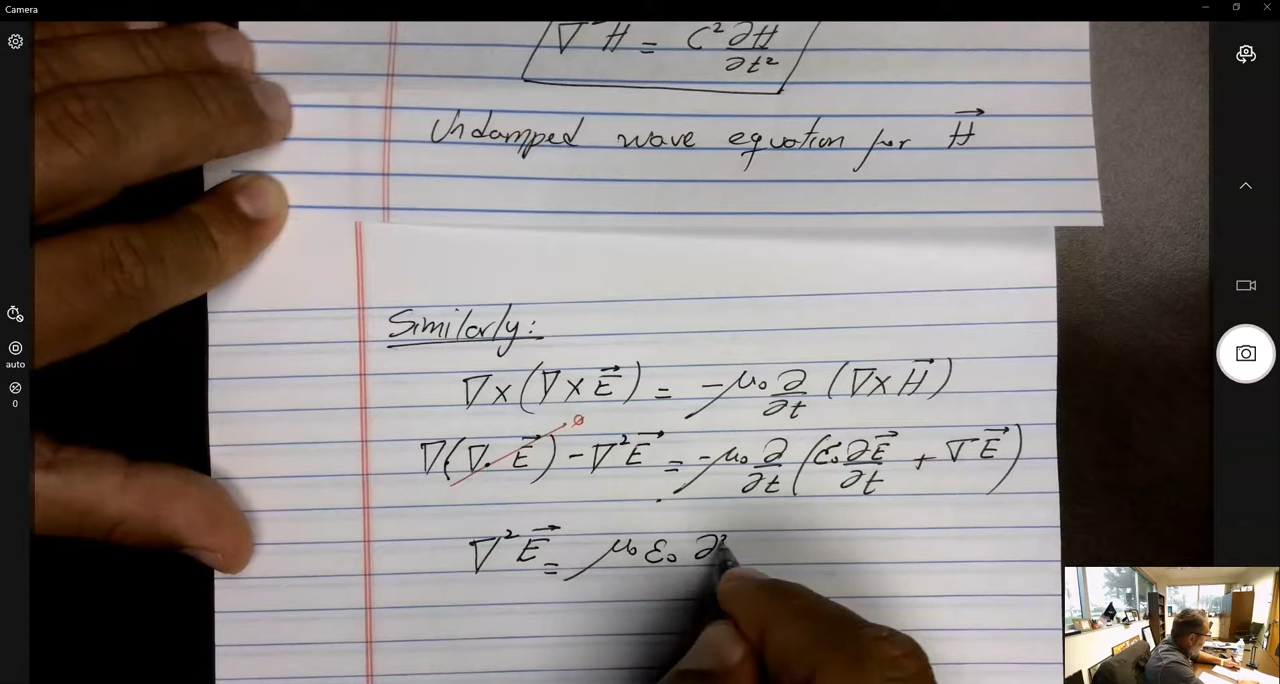 Camera
∇²H = C² ∂H/∂t²
Undamped wave equation for H⃗
Similarly:
∇×(∇×E⃗) = -μ₀ ∂/∂t (∇×H⃗)
∇(∇·E⃗) - ∇²E⃗ = -μ₀ ∂/∂t (ε₀ ∂E⃗/∂t + σE⃗)
0
∇²E⃗ = μ₀ε₀ ∂²
auto
0